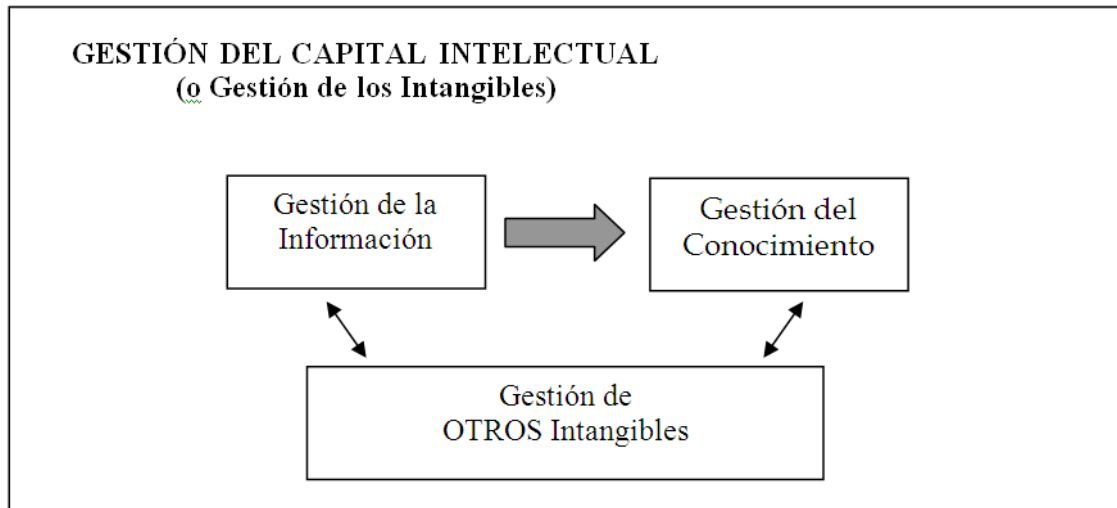 GESTIÓN DEL CAPITAL INTELECTUAL
(o Gestión de los Intangibles)
Gestión de la
Información
Gestión del
Conocimiento
Gestión de
OTROS Intangibles